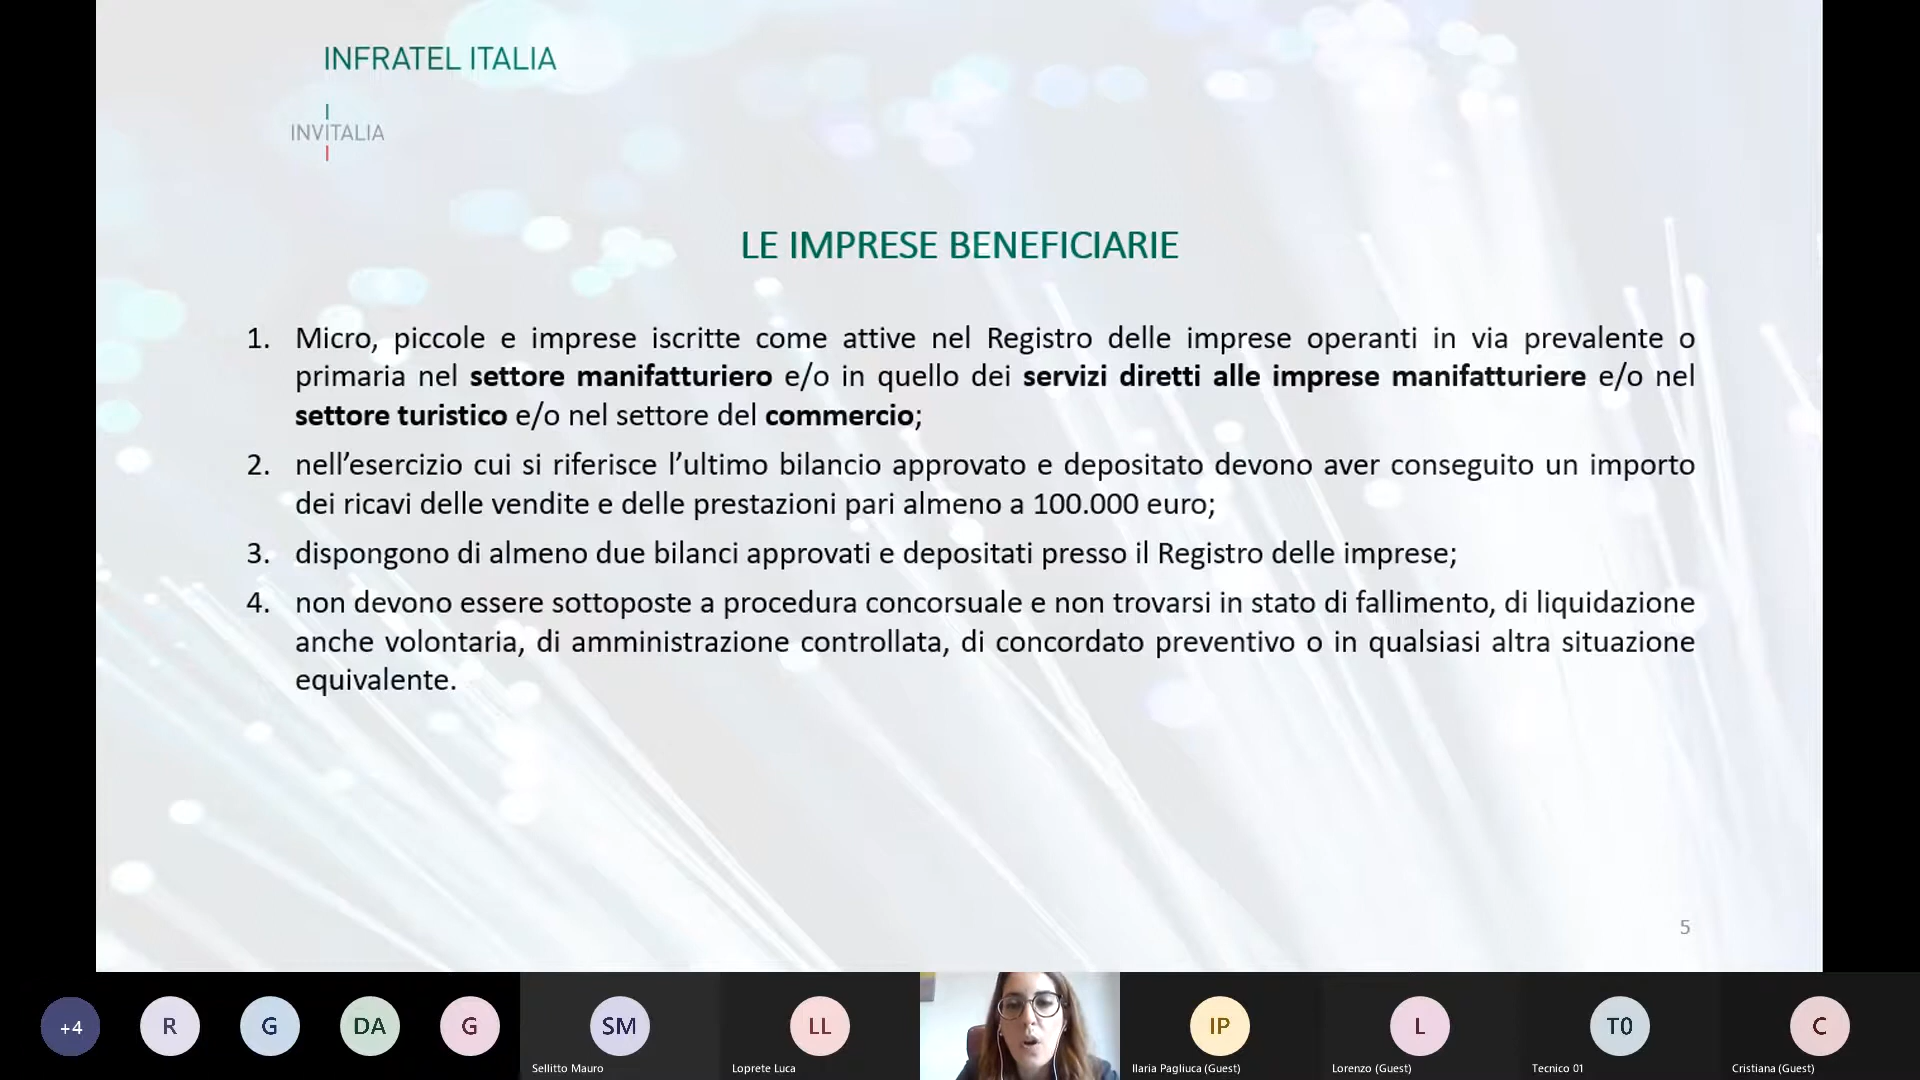 INFRATEL ITALIA
INVITALIA
LE IMPRESE BENEFICIARIE
1. Micro, piccole e imprese iscritte come attive nel Registro delle imprese operanti in via prevalente o
primaria nel settore manifatturiero e/o in quello dei servizi diretti alle imprese manifatturiere e/o nel
settore turistico e/o nel settore del commercio;
2. nell’esercizio cui si riferisce l’ultimo bilancio approvato e depositato devono aver conseguito un importo
dei ricavi delle vendite e delle prestazioni pari almeno a 100.000 euro;
3. dispongono di almeno due bilanci approvati e depositati presso il Registro delle imprese;
4. non devono essere sottoposte a procedura concorsuale e non trovarsi in stato di fallimento, di liquidazione
anche volontaria, di amministrazione controllata, di concordato preventivo o in qualsiasi altra situazione
equivalente.
5
+4 R G DA G SM LL IP L T0 C
Sellitto Mauro Loprete Luca Ilaria Pagliuca (Guest) Lorenzo (Guest) Tecnico 01 Cristiana (Guest)